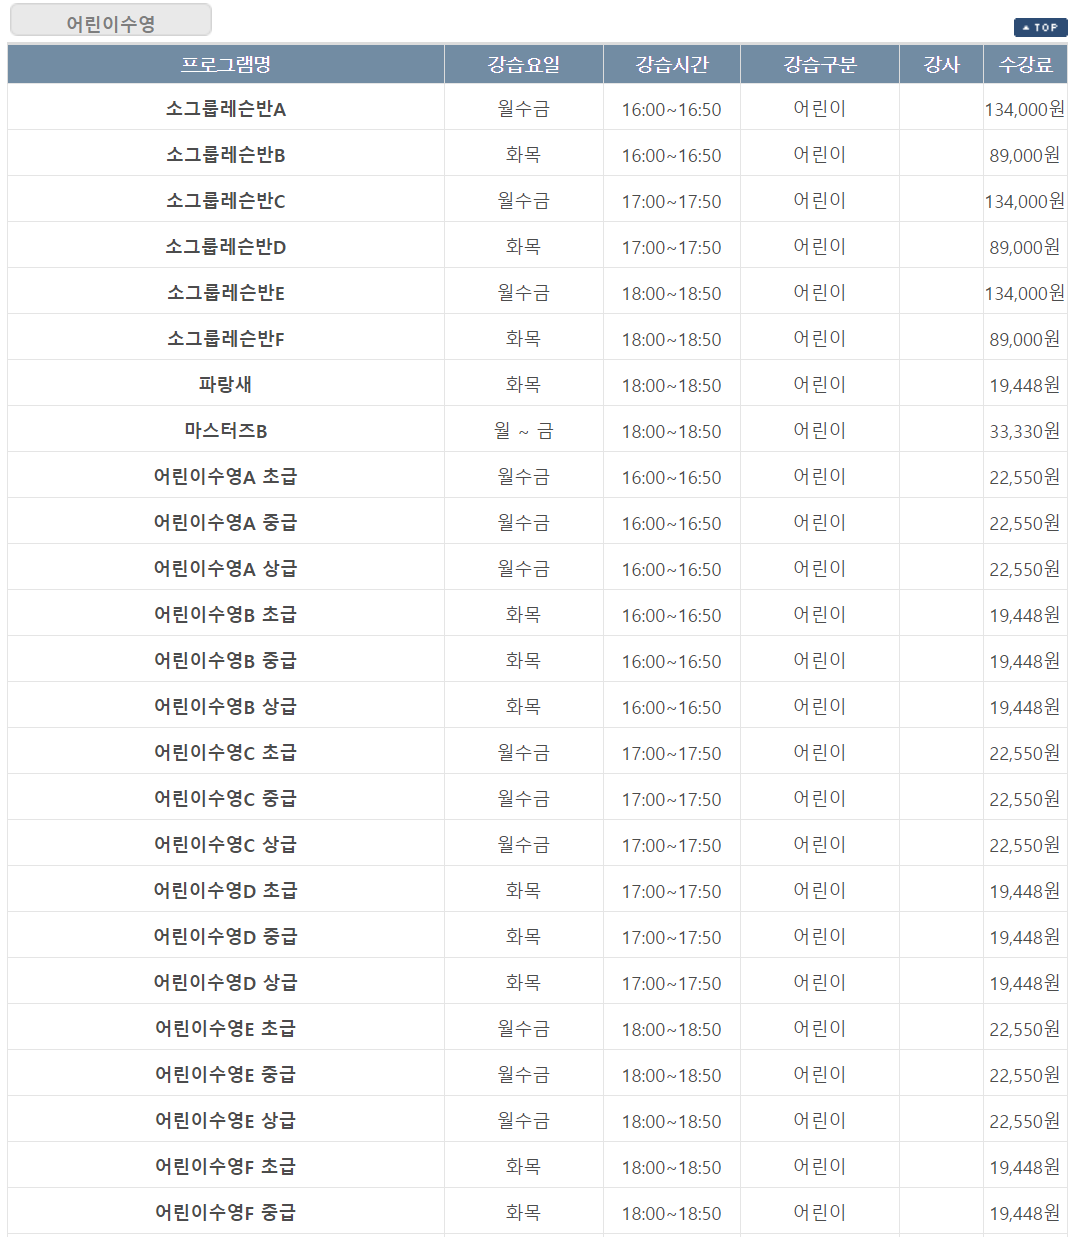 어린이수영
▲ TOP
프로그램명 강습요일 강습시간 강습구분 강사 수강료
소그룹레슨반A 월수금 16:00~16:50 어린이 134,000원
소그룹레슨반B 화목 16:00~16:50 어린이 89,000원
소그룹레슨반C 월수금 17:00~17:50 어린이 134,000원
소그룹레슨반D 화목 17:00~17:50 어린이 89,000원
소그룹레슨반E 월수금 18:00~18:50 어린이 134,000원
소그룹레슨반F 화목 18:00~18:50 어린이 89,000원
파랑새 화목 18:00~18:50 어린이 19,448원
마스터즈B 월 ~ 금 18:00~18:50 어린이 33,330원
어린이수영A 초급 월수금 16:00~16:50 어린이 22,550원
어린이수영A 중급 월수금 16:00~16:50 어린이 22,550원
어린이수영A 상급 월수금 16:00~16:50 어린이 22,550원
어린이수영B 초급 화목 16:00~16:50 어린이 19,448원
어린이수영B 중급 화목 16:00~16:50 어린이 19,448원
어린이수영B 상급 화목 16:00~16:50 어린이 19,448원
어린이수영C 초급 월수금 17:00~17:50 어린이 22,550원
어린이수영C 중급 월수금 17:00~17:50 어린이 22,550원
어린이수영C 상급 월수금 17:00~17:50 어린이 22,550원
어린이수영D 초급 화목 17:00~17:50 어린이 19,448원
어린이수영D 중급 화목 17:00~17:50 어린이 19,448원
어린이수영D 상급 화목 17:00~17:50 어린이 19,448원
어린이수영E 초급 월수금 18:00~18:50 어린이 22,550원
어린이수영E 중급 월수금 18:00~18:50 어린이 22,550원
어린이수영E 상급 월수금 18:00~18:50 어린이 22,550원
어린이수영F 초급 화목 18:00~18:50 어린이 19,448원
어린이수영F 중급 화목 18:00~18:50 어린이 19,448원